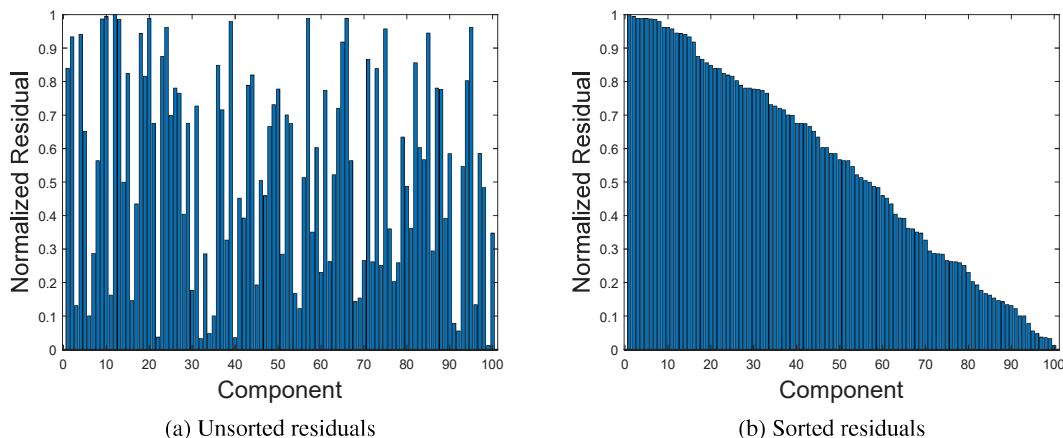 1
0.9
0.8
0.7
0.6
0.5
0.4
0.3
0.2
0.1
0
Normalized Residual
0 10 20 30 40 50 60 70 80 90 100
Component
(a) Unsorted residuals
1
0.9
0.8
0.7
0.6
0.5
0.4
0.3
0.2
0.1
0
Normalized Residual
0 10 20 30 40 50 60 70 80 90 100
Component
(b) Sorted residuals